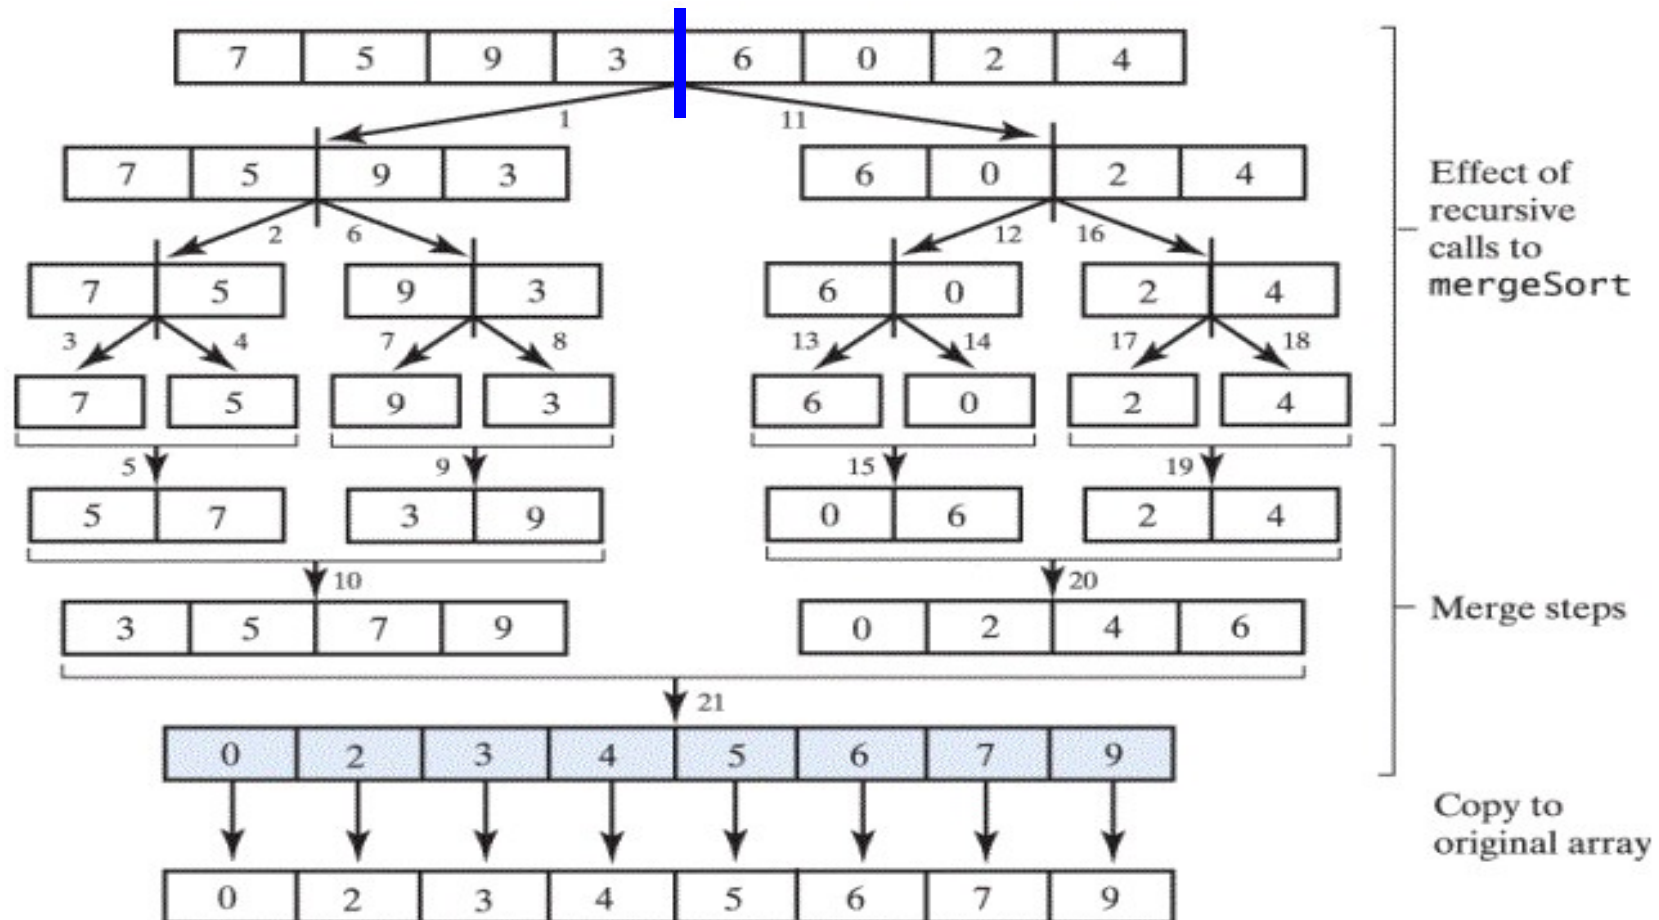 7 5 9 3 6 0 2 4
1 11
7 5 9 3 6 0 2 4
2 6 12 16
7 5 9 3 6 0 2 4
3 4 7 8 13 14 17 18
7 5 9 3 6 0 2 4
Effect of
recursive
calls to
mergeSort
5 9 15 19
5 7 3 9 0 6 2 4
10 20
3 5 7 9 0 2 4 6
Merge steps
21
0 2 3 4 5 6 7 9
Copy to
original array
0 2 3 4 5 6 7 9